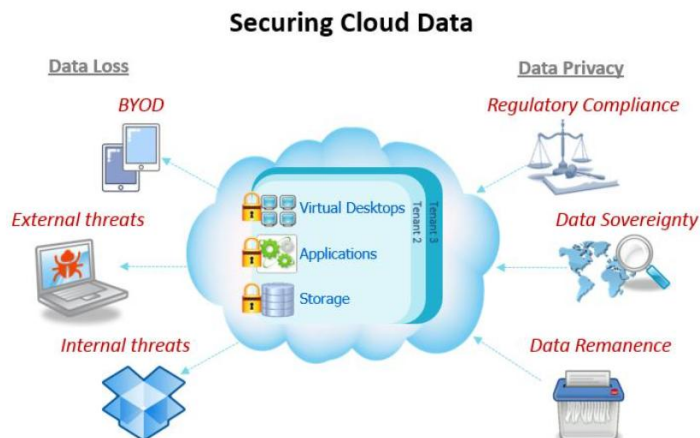 Securing Cloud Data
Data Loss
Data Privacy
BYOD
Regulatory Compliance
External threats
Data Sovereignty
Internal threats
Data Remanence
Virtual Desktops
Applications
Storage
Tenant 2
Tenant 3